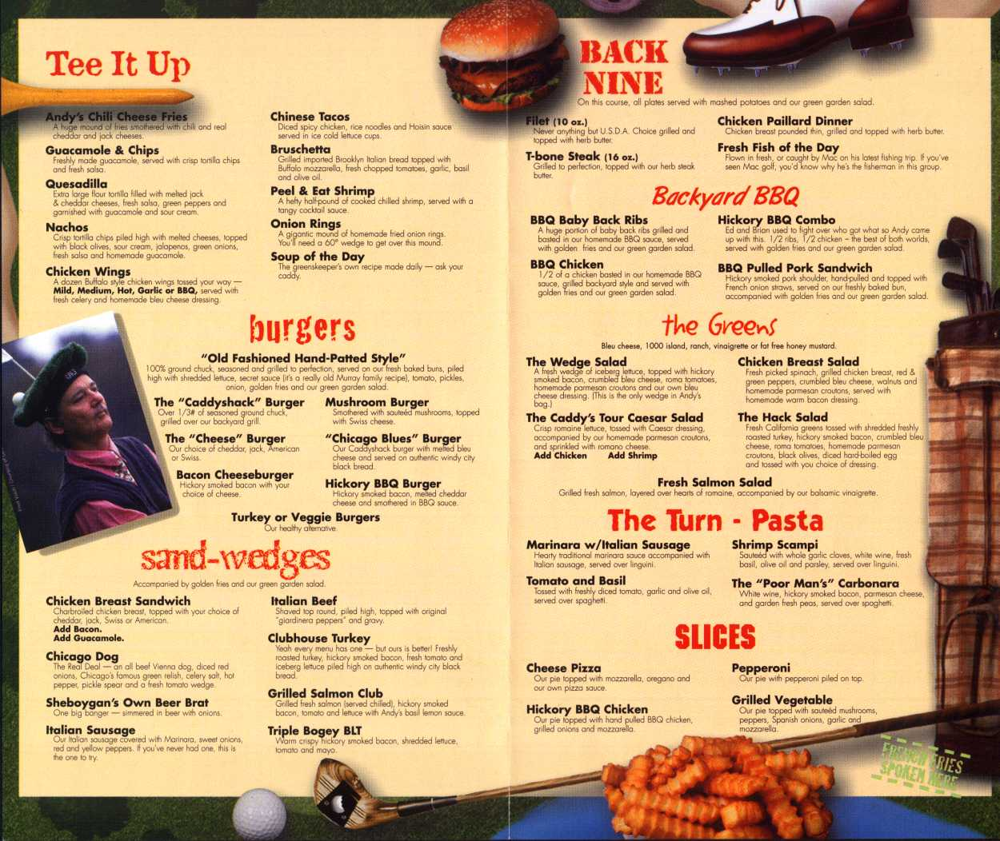 Tee It Up
Andy's Chili Cheese Fries
A huge mound of fries smothered with chili and real
cheddar and jack cheeses.
Guacamole & Chips
Freshly made guacamole, served with crisp tortilla chips
and fresh salsa.
Quesadilla
Extra large flour tortilla filled with melted jack
& cheddar cheeses, fresh salsa, green peppers and
garnished with guacamole and sour cream.
Nachos
Crisp tortilla chips piled high with melted cheeses, topped
with black olives, sour cream, jalapenos, green onions,
fresh salsa and homemade guacamole.
Chicken Wings
A dozen Buffalo style chicken wings tossed your way —
Mild, Medium, Hot, Garlic or BBQ, served with
fresh celery and homemade bleu cheese dressing.
Chinese Tacos
Diced spicy chicken, rice noodles and Hoisin sauce
served in ice cold lettuce cups.
Bruschetta
Grilled imported Brooklyn Italian bread topped with
Buffalo mozzarella, fresh chopped tomatoes, garlic, basil
and olive oil.
Peel & Eat Shrimp
A hefty half-pound of cooked chilled shrimp, served with a
tangy cocktail sauce.
Onion Rings
A gigantic mound of homemade fried onion rings.
You'll need a 60° wedge to get over this mound.
Soup of the Day
The greenskeeper's own recipe made daily — ask your
caddy.
burgers
"Old Fashioned Hand-Patted Style"
100% ground chuck, seasoned and grilled to perfection, served on our fresh baked buns, piled
high with shredded lettuce, secret sauce (it's a really old Murray family recipe), tomato, pickles,
onion, golden fries and our green garden salad.
The "Caddyshack" Burger
Over 1/3# of seasoned ground chuck,
grilled over our backyard grill.
The "Cheese" Burger
Our choice of cheddar, jack, American
or Swiss.
Bacon Cheeseburger
Hickory smoked bacon with your
choice of cheese.
Mushroom Burger
Smothered with sauteéd mushrooms, topped
with Swiss cheese.
"Chicago Blues" Burger
Our Caddyshack burger with melted bleu
cheese and served on authentic windy city
black bread.
Hickory BBQ Burger
Hickory smoked bacon, melted cheddar
cheese and smothered in BBQ sauce.
Turkey or Veggie Burgers
Our healthy alternative.
sand-wedges
Accompanied by golden fries and our green garden salad.
Chicken Breast Sandwich
Charbroiled chicken breast, topped with your choice of
cheddar, jack, Swiss or American.
Add Bacon.
Add Guacamole.
Chicago Dog
The Real Deal — an all beef Vienna dog, diced red
onions, Chicago's famous green relish, celery salt, hot
pepper, pickle spear and a fresh tomato wedge.
Sheboygan's Own Beer Brat
One big banger — simmered in beer with onions.
Italian Sausage
Our Italian sausage covered with Marinara, sweet onions,
red and yellow peppers. If you've never had one, this is
the one to try.
Italian Beef
Shaved top round, piled high, topped with original
"giardinera peppers" and gravy.
Clubhouse Turkey
Yeah every menu has one — but ours is better! Freshly
roasted turkey, hickory smoked bacon, fresh tomato and
iceberg lettuce piled high on authentic windy city black
bread.
Grilled Salmon Club
Grilled fresh salmon (served chilled), hickory smoked
bacon, tomato and lettuce with Andy's basil lemon sauce.
Triple Bogey BLT
Warm crispy hickory smoked bacon, shredded lettuce,
tomato and mayo.
BACK
NINE
On this course, all plates served with mashed potatoes and our green garden salad.
Filet (10 oz.)
Never anything but U.S.D.A. Choice grilled and
topped with herb butter.
T-bone Steak (16 oz.)
Grilled to perfection, topped with our herb steak
butter.
Chicken Paillard Dinner
Chicken breast pounded thin, grilled and topped with herb butter.
Fresh Fish of the Day
Flown in fresh, or caught by Mac on his latest fishing trip. If you've
seen Mac golf, you'd know why he's the fisherman in this group.
Backyard BBQ
BBQ Baby Back Ribs
A huge portion of baby back ribs grilled and
basted in our homemade BBQ sauce, served
with golden fries and our green garden salad.
BBQ Chicken
1/2 of a chicken basted in our homemade BBQ
sauce, grilled backyard style and served with
golden fries and our green garden salad.
Hickory BBQ Combo
Ed and Brian used to fight over who got what so Andy came
up with this. 1/2 ribs, 1/2 chicken – the best of both worlds,
served with golden fries and our green garden salad.
BBQ Pulled Pork Sandwich
Hickory smoked pork shoulder, hand-pulled and topped with
French onion straws, served on our freshly baked bun,
accompanied with golden fries and our green garden salad.
the Greens
Bleu cheese, 1000 island, ranch, vinaigrette or fat free honey mustard.
The Wedge Salad
A fresh wedge of iceberg lettuce, topped with hickory
smoked bacon, crumbled bleu cheese, roma tomatoes,
homemade parmesan croutons and our own bleu
cheese dressing. (This is the only wedge in Andy's
bag.)
The Caddy's Tour Caesar Salad
Crisp romaine lettuce, tossed with Caesar dressing,
accompanied by our homemade parmesan croutons,
and sprinkled with romano cheese.
Add Chicken Add Shrimp
Chicken Breast Salad
Fresh picked spinach, grilled chicken breast, red &
green peppers, crumbled bleu cheese, walnuts and
homemade parmesan croutons, served with
homemade warm bacon dressing.
The Hack Salad
Fresh California greens tossed with shredded freshly
roasted turkey, hickory smoked bacon, crumbled bleu
cheese, roma tomatoes, homemade parmesan
croutons, black olives, diced hard-boiled egg
and tossed with you choice of dressing.
Fresh Salmon Salad
Grilled fresh salmon, layered over hearts of romaine, accompanied by our balsamic vinaigrette.
The Turn - Pasta
Marinara w/Italian Sausage
Hearty traditional marinara sauce accompanied with
Italian sausage, served over linguini.
Tomato and Basil
Tossed with freshly diced tomato, garlic and olive oil,
served over spaghetti.
Shrimp Scampi
Sauteéd with whole garlic cloves, white wine, fresh
basil, olive oil and parsley, served over linguini.
The "Poor Man's" Carbonara
White wine, hickory smoked bacon, parmesan cheese,
and garden fresh peas, served over spaghetti.
SLICES
Cheese Pizza
Our pie topped with mozzarella, oregano and
our own pizza sauce.
Hickory BBQ Chicken
Our pie topped with hand pulled BBQ chicken,
grilled onions and mozzarella.
Pepperoni
Our pie with pepperoni piled on top.
Grilled Vegetable
Our pie topped with sauteéd mushrooms,
peppers, Spanish onions, garlic and
mozzarella.
FRENCH FRIES
SPOKEN HERE